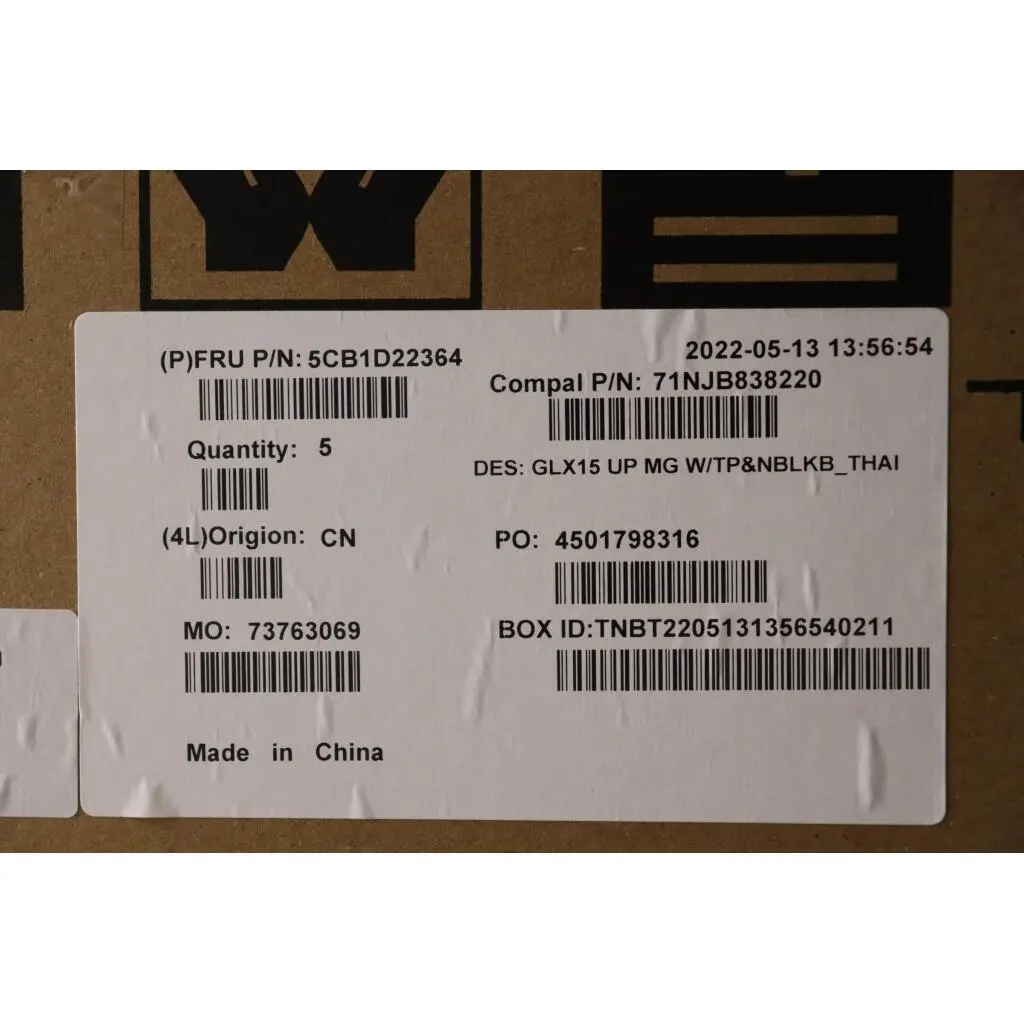 (P)FRU P/N: 5CB1D22364
2022-05-13 13:56:54
Compal P/N: 71NJB838220
Quantity: 5
DES: GLX15 UP MG W/TP&NBLKB_THAI
(4L)Origion: CN
PO: 4501798316
MO: 73763069
BOX ID:TNBT2205131356540211
Made in China